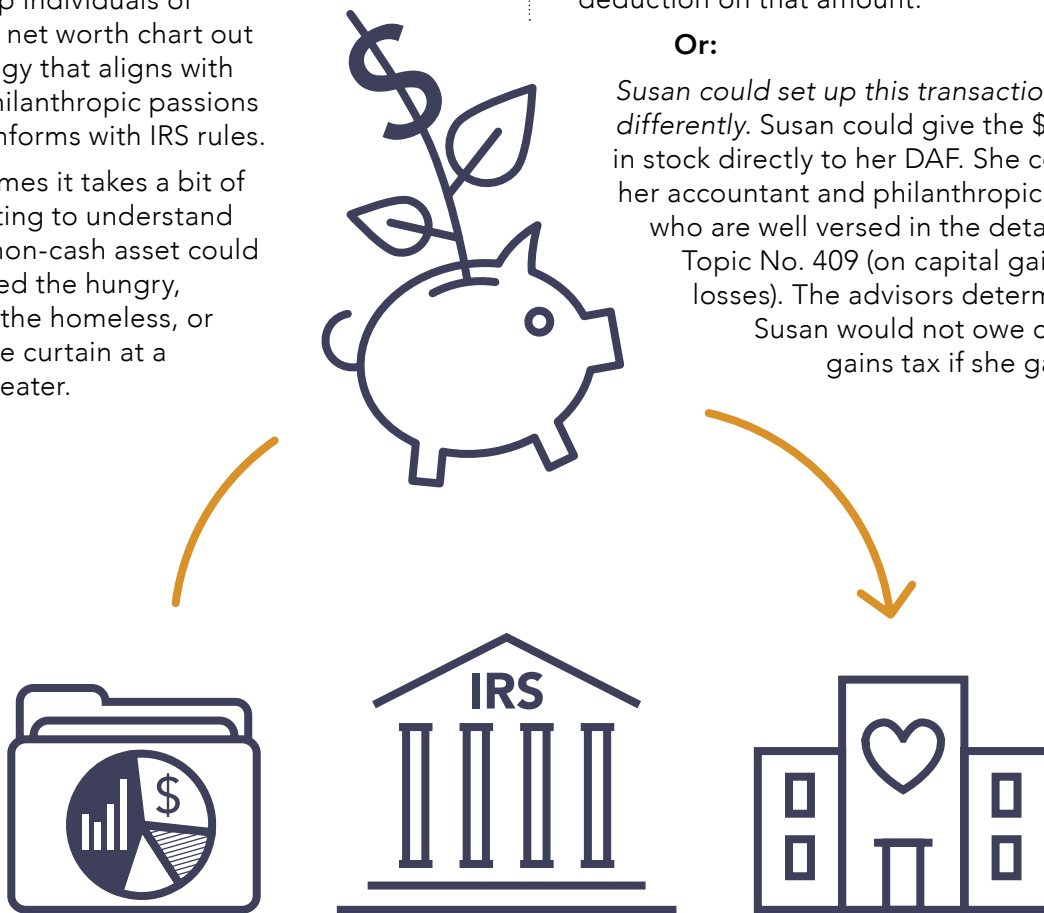 p individuals of
net worth chart out
gy that aligns with
hilanthropic passions
nforms with IRS rules.
mes it takes a bit of
ting to understand
non-cash asset could
ed the hungry,
the homeless, or
e curtain at a
eater.
deduction on that amount.
Or:
Susan could set up this transactio
differently. Susan could give the $
in stock directly to her DAF. She co
her accountant and philanthropic
who are well versed in the deta
Topic No. 409 (on capital gai
losses). The advisors determ
Susan would not owe c
gains tax if she ga
$
IRS
$